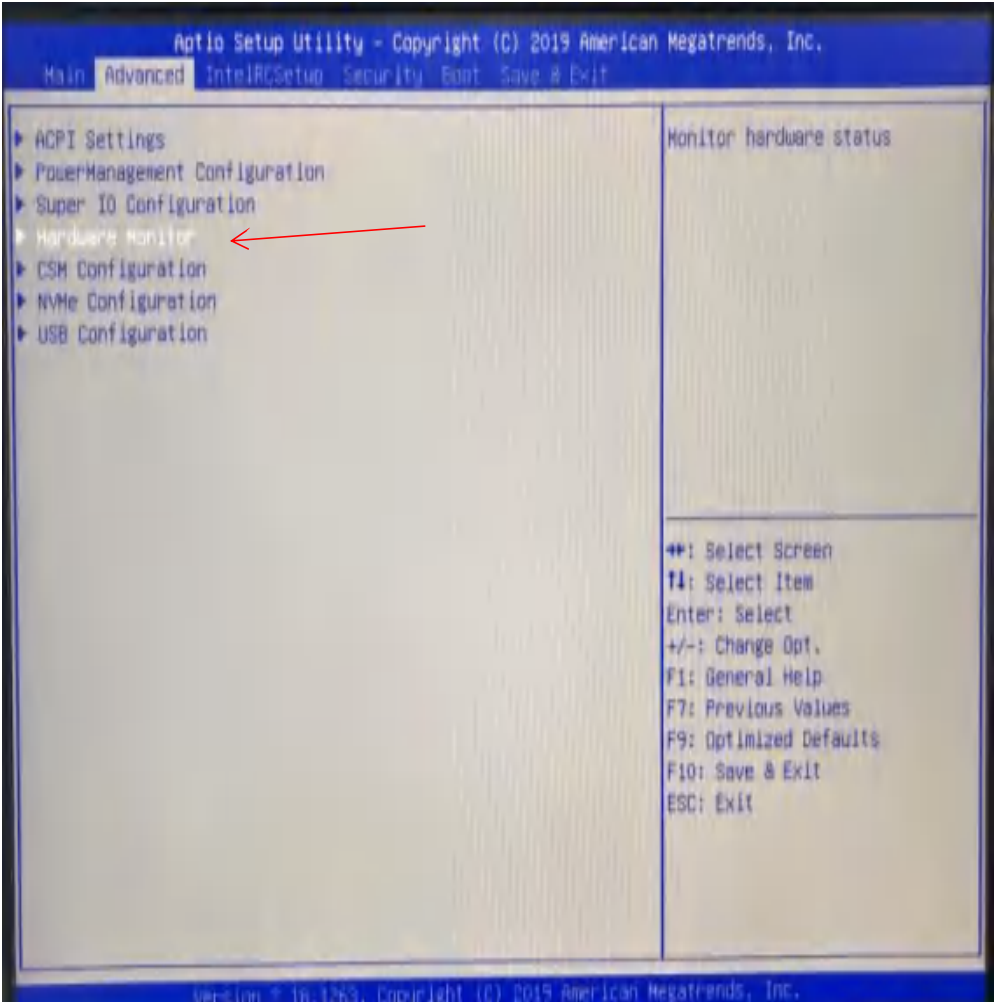 Aptio Setup Utility - Copyright (C) 2019 American Megatrends, Inc.
Main Advanced IntelRCSetup Security Boot Save & Exit
ACPI Settings
PowerManagement Configuration
Super IO Configuration
Hardware Monitor
CSM Configuration
NVMe Configuration
USB Configuration
Monitor hardware status
→←: Select Screen
↑↓: Select Item
Enter: Select
+/-: Change Opt.
F1: General Help
F7: Previous Values
F9: Optimized Defaults
F10: Save & Exit
ESC: Exit
Version 18.1263. Copyright (C) 2019 American Megatrends, Inc.